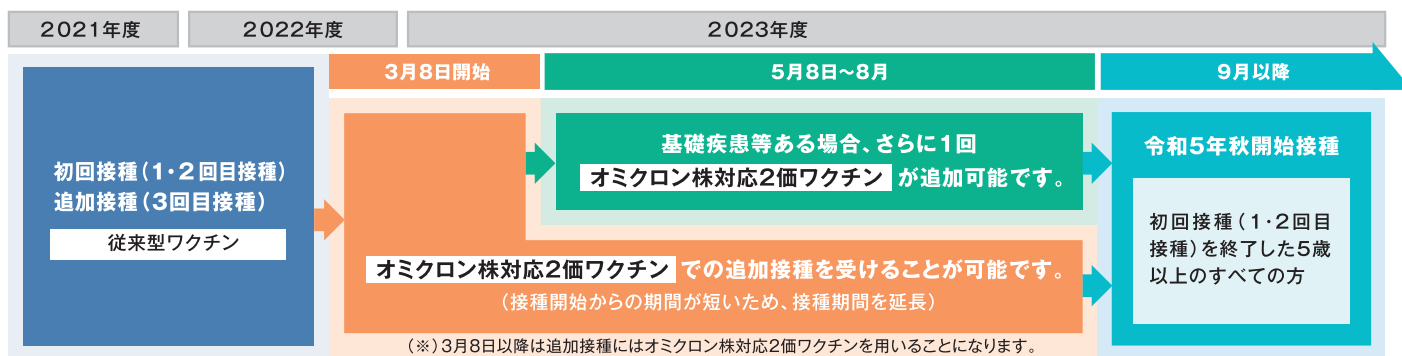 2021年度
2022年度
2023年度
3月8日開始
5月8日〜8月
9月以降
初回接種(1・2回目接種)
追加接種(3回目接種)
従来型ワクチン
基礎疾患等ある場合、さらに1回
オミクロン株対応2価ワクチン が追加可能です。
オミクロン株対応2価ワクチン での追加接種を受けることが可能です。
(接種開始からの期間が短いため、接種期間を延長)
令和5年秋開始接種
初回接種(1・2回目
接種)を終了した5歳
以上のすべての方
(※)3月8日以降は追加接種にはオミクロン株対応2価ワクチンを用いることになります。